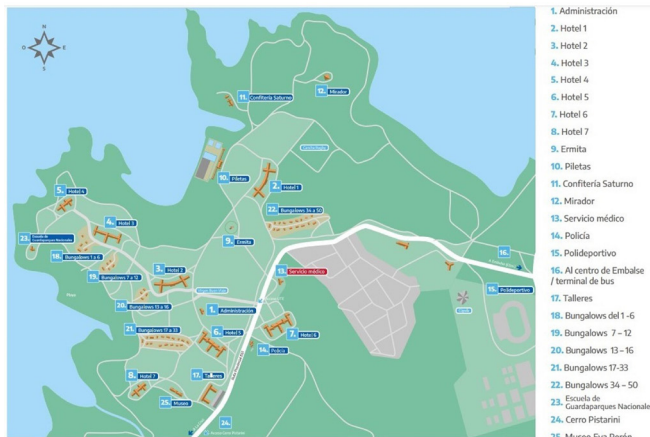 N
O
E
S
11. Confitería Saturno
12. Mirador
10. Piletas
2. Hotel 1
5. Hotel 4
22. Bungalows 34 a 50
4. Hotel 3
23. Escuela de
Guardaparques Nacionales
9. Ermita
18. Bungalows 1 a 6
16.
19. Bungalows 7 a 12
3. Hotel 2
13. Servicio médico
15. Polideportivo
20. Bungalows 13 a 16
1. Administración
21. Bungalows 17 a 33
6. Hotel 5
7. Hotel 6
14. Policía
8. Hotel 7
17. Talleres
25. Museo
24.
1. Administración
2. Hotel 1
3. Hotel 2
4. Hotel 3
5. Hotel 4
6. Hotel 5
7. Hotel 6
8. Hotel 7
9. Ermita
10. Piletas
11. Confitería Saturno
12. Mirador
13. Servicio médico
14. Policía
15. Polideportivo
16. Al centro de Embalse
/ terminal de bus
17. Talleres
18. Bungalows del 1 -6
19. Bungalows 7 – 12
20. Bungalows 13 – 16
21. Bungalows 17-33
22. Bungalows 34 – 50
23. Escuela de
Guardaparques Nacionale
24. Cerro Pistarini
25. Museo Eva Perón